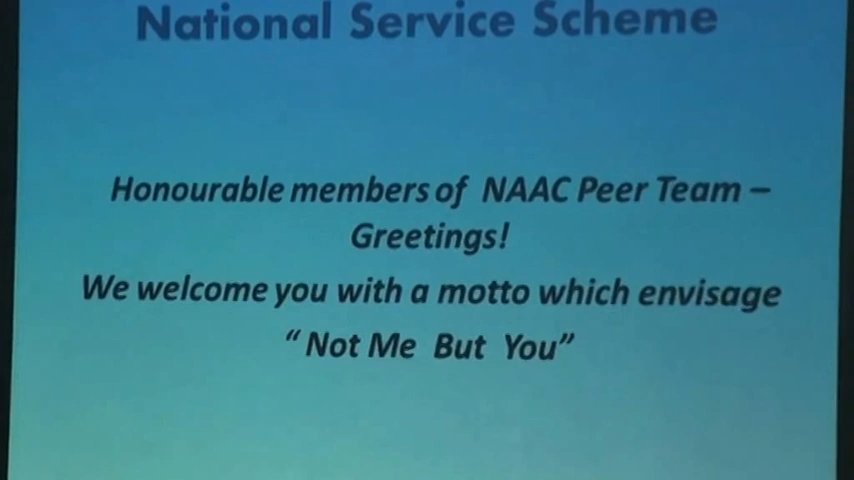 National Service Scheme
Honourable members of NAAC Peer Team –
Greetings!
We welcome you with a motto which envisage
“ Not Me But You”